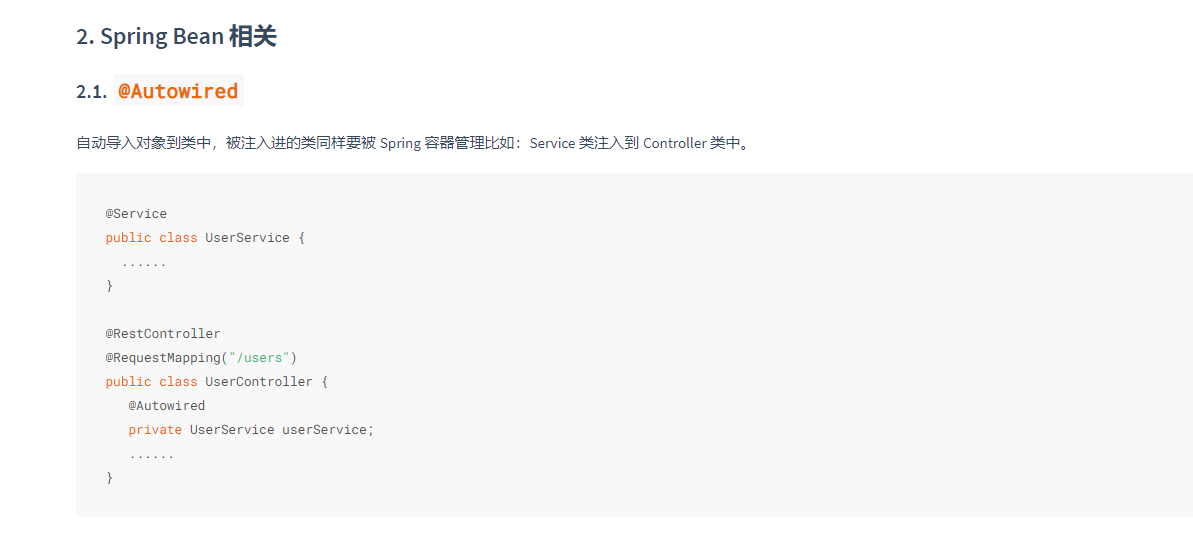 2. Spring Bean 相关
2.1. @Autowired
自动导入对象到类中，被注入进的类同样要被 Spring 容器管理比如：Service 类注入到 Controller 类中。
@Service
public class UserService {
  ......
}
@RestController
@RequestMapping("/users")
public class UserController {
   @Autowired
   private UserService userService;
   ......
}